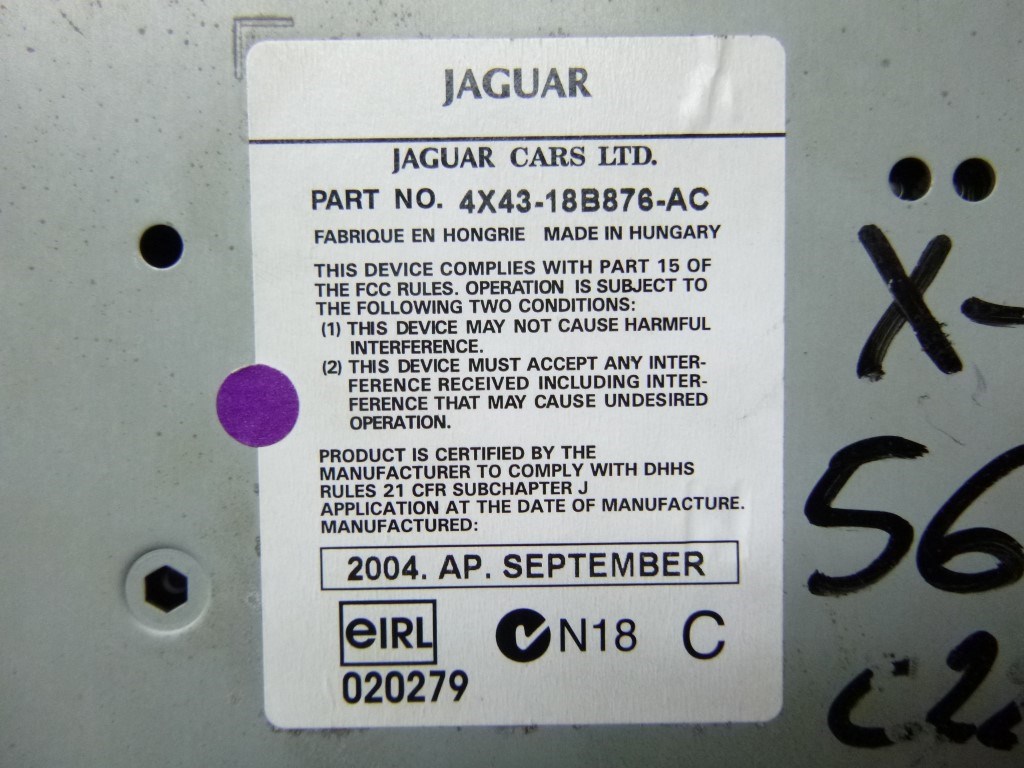 JAGUAR
JAGUAR CARS LTD.
PART NO. 4X43-18B876-AC
FABRIQUE EN HONGRIE MADE IN HUNGARY
THIS DEVICE COMPLIES WITH PART 15 OF
THE FCC RULES. OPERATION IS SUBJECT TO
THE FOLLOWING TWO CONDITIONS:
(1) THIS DEVICE MAY NOT CAUSE HARMFUL
INTERFERENCE.
(2) THIS DEVICE MUST ACCEPT ANY INTER-
FERENCE RECEIVED INCLUDING INTER-
FERENCE THAT MAY CAUSE UNDESIRED
OPERATION.
PRODUCT IS CERTIFIED BY THE
MANUFACTURER TO COMPLY WITH DHHS
RULES 21 CFR SUBCHAPTER J
APPLICATION AT THE DATE OF MANUFACTURE.
MANUFACTURED:
2004. AP. SEPTEMBER
eIRL
N18 C
020279
X-
56